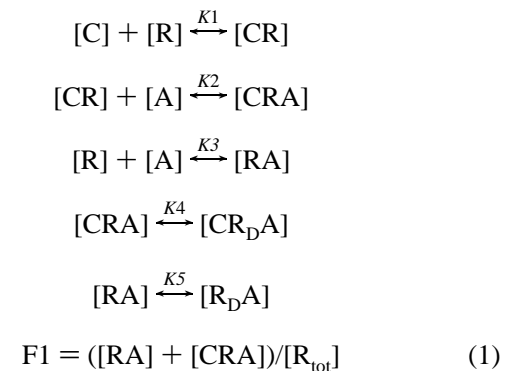 [C] + [R] K1 ⟷ [CR]
[CR] + [A] K2 ⟷ [CRA]
[R] + [A] K3 ⟷ [RA]
[CRA] K4 ⟷ [CR_DA]
[RA] K5 ⟷ [R_DA]
F1 = ([RA] + [CRA])/[R_tot] (1)